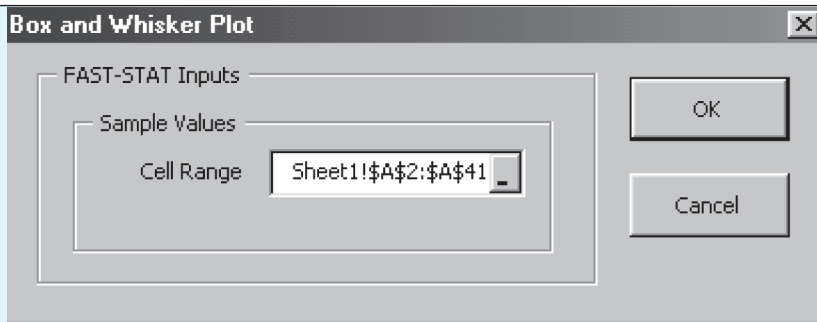 Box and Whisker Plot
FAST-STAT Inputs
Sample Values
Cell Range Sheet1!$A$2:$A$41
OK
Cancel